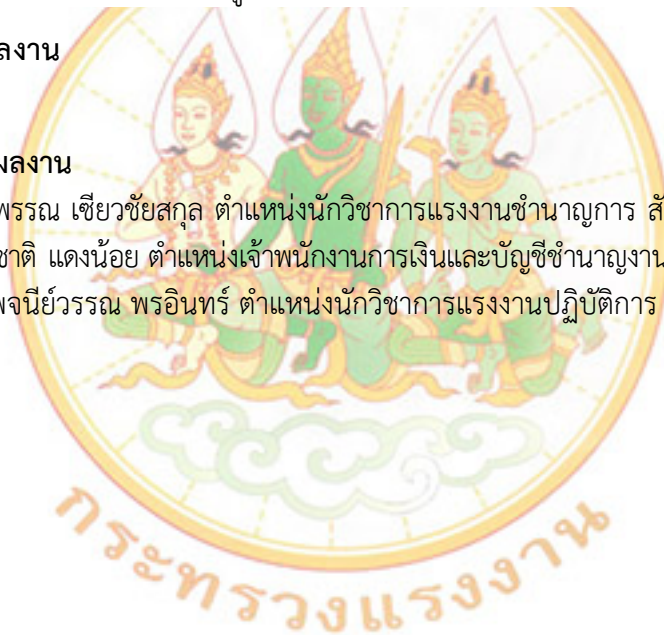 ลงาน
ผลงาน
พรรณ เซียวชัยสกุล ตำแหน่งนักวิชาการแรงงานชำนาญการ สั
ชาติ แดงน้อย ตำแหน่งเจ้าพนักงานการเงินและบัญชีชำนาญงาน
พจนีย์วรรณ พรอินทร์ ตำแหน่งนักวิชาการแรงงานปฏิบัติการ
กระทรวงแรงงาน